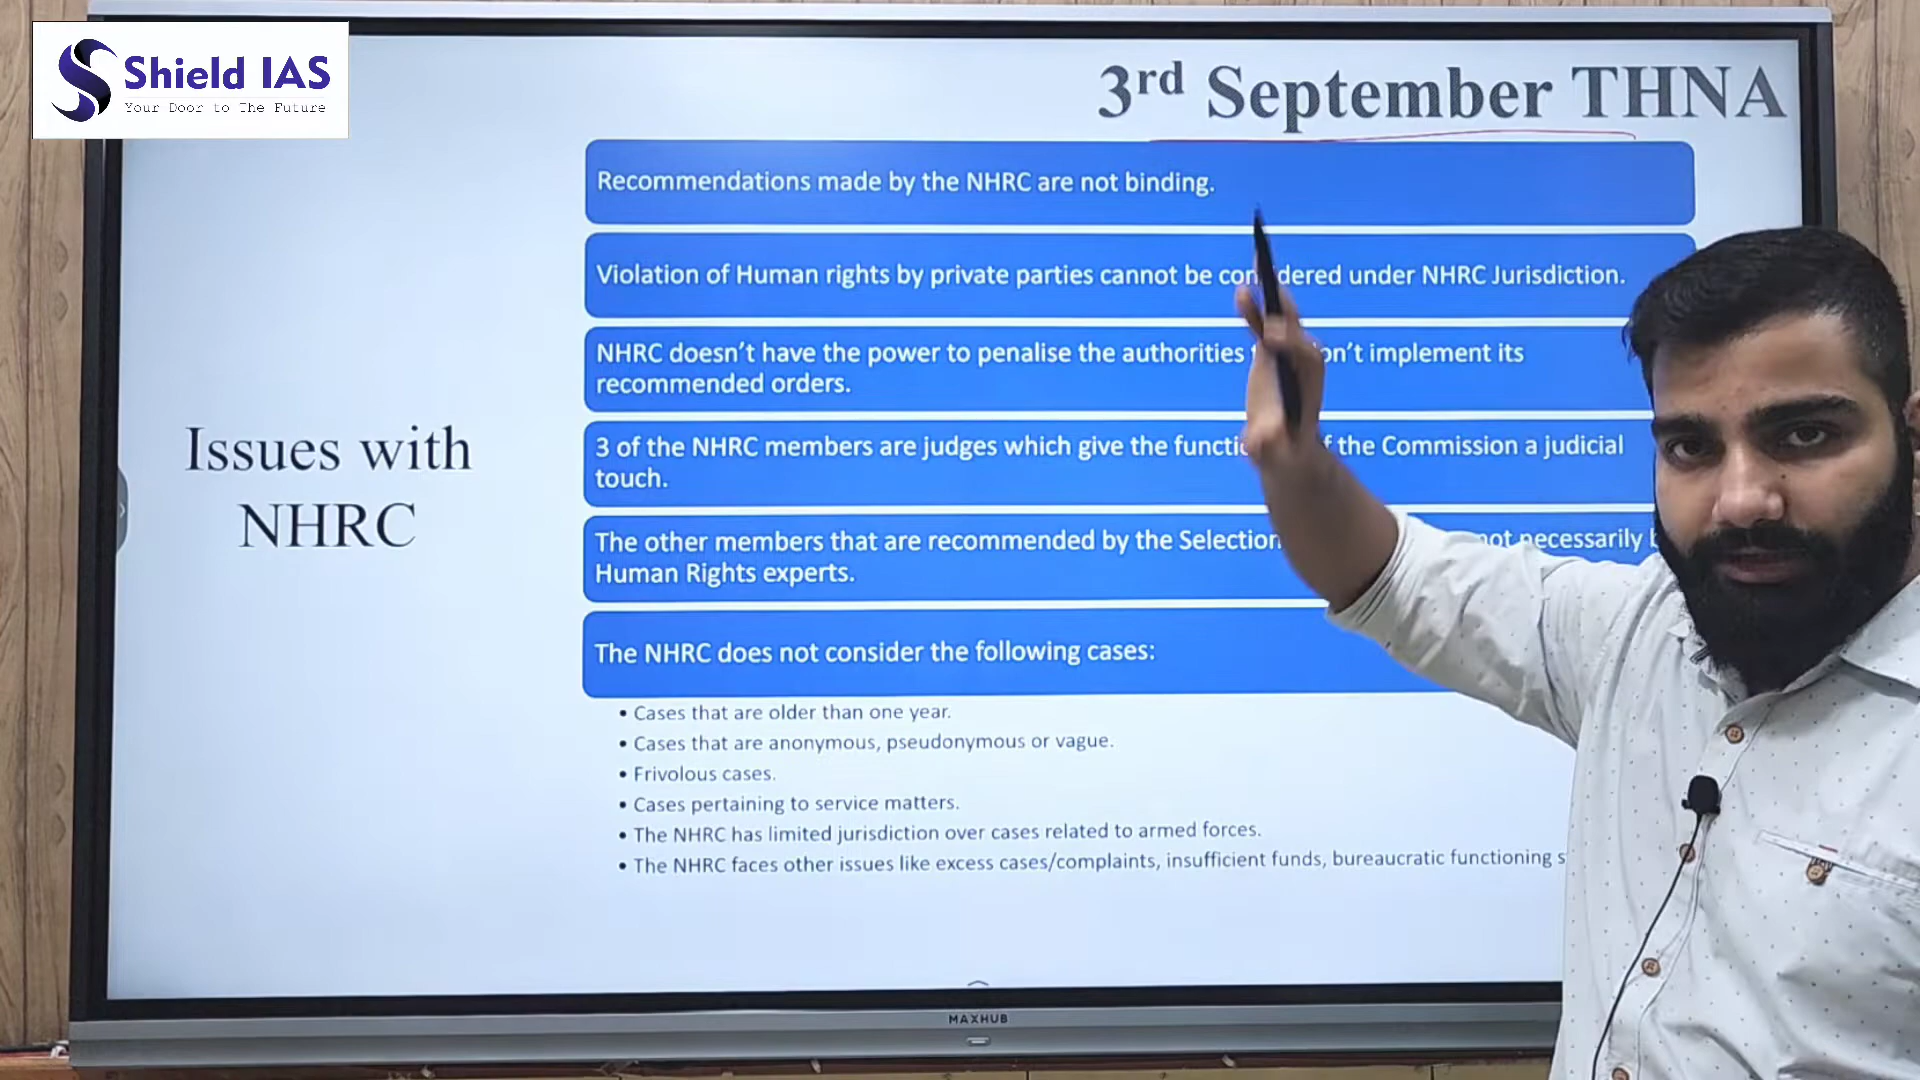 Shield IAS
Your Door to The Future
3rd September THNA
Issues with
NHRC
Recommendations made by the NHRC are not binding.
Violation of Human rights by private parties cannot be considered under NHRC Jurisdiction.
NHRC doesn't have the power to penalise the authorities don't implement its
recommended orders.
3 of the NHRC members are judges which give the of the Commission a judicial
touch.
The other members that are recommended by the Selection not necessarily
Human Rights experts.
The NHRC does not consider the following cases:
• Cases that are older than one year.
• Cases that are anonymous, pseudonymous or vague.
• Frivolous cases.
• Cases pertaining to service matters.
• The NHRC has limited jurisdiction over cases related to armed forces.
• The NHRC faces other issues like excess cases/complaints, insufficient funds, bureaucratic functioning
MAXHUB